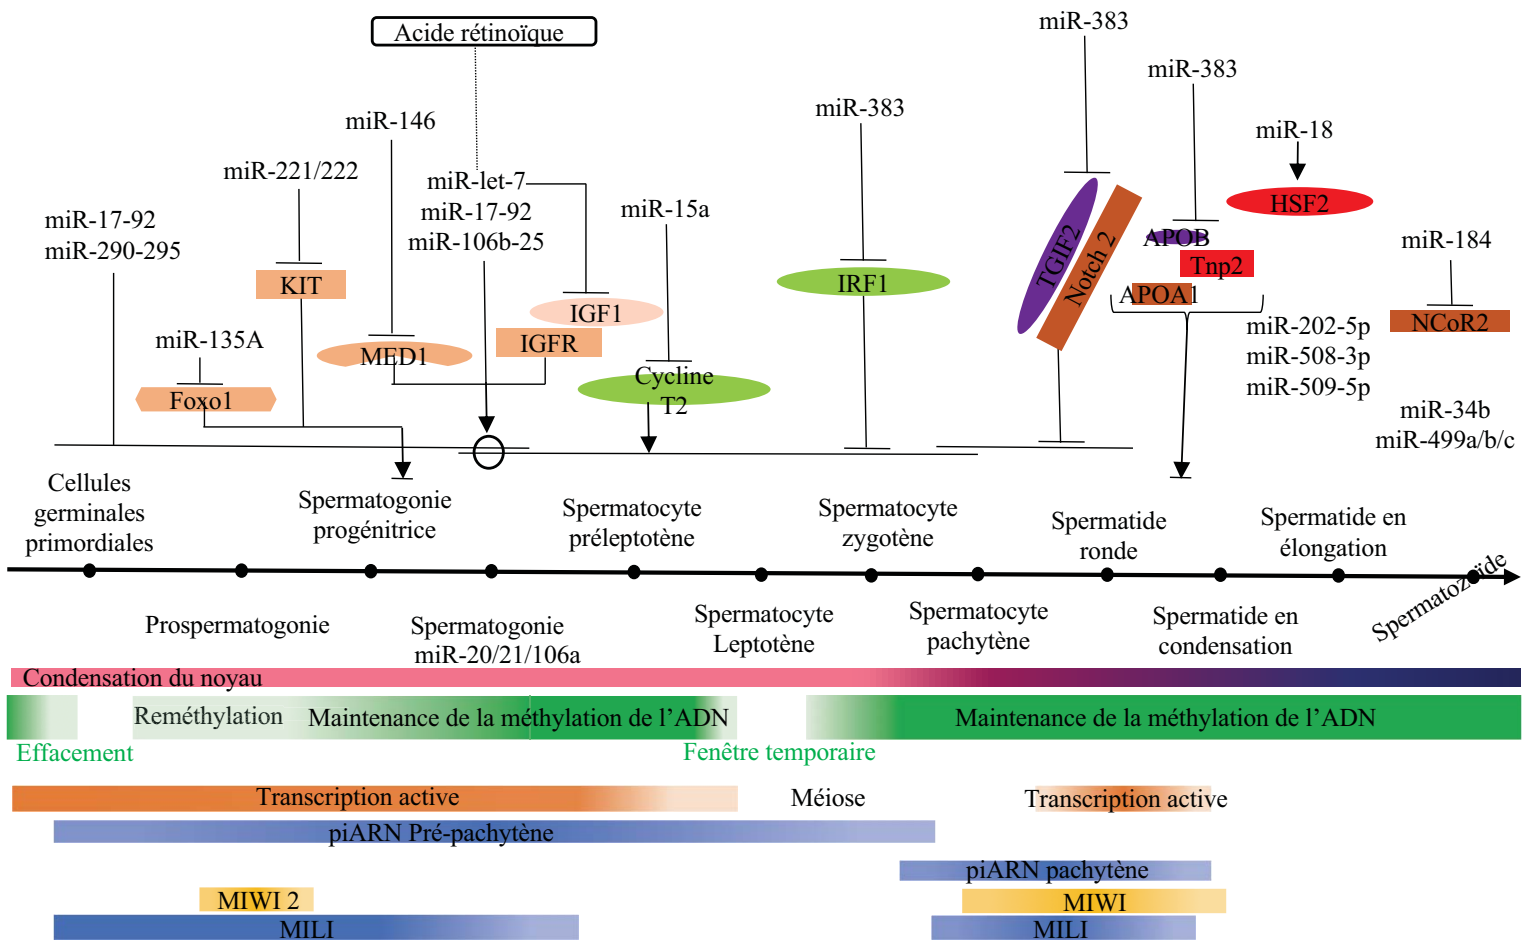 Acide rétinoïque
miR-383
miR-383
miR-383
miR-146
miR-18
miR-221/222
miR-let-7
miR-17-92
miR-106b-25
miR-15a
miR-17-92
miR-290-295
HSF2
TGIF2
Notch 2
APOB
Tnp2
APOA1
miR-184
KIT
IRF1
IGF1
IGFR
NCoR2
miR-135A
MED1
miR-202-5p
miR-508-3p
miR-509-5p
Cycline
T2
Foxo1
miR-34b
miR-499a/b/c
Cellules
germinales
primordiales
Spermatogonie
progénitrice
Spermatocyte
préleptotène
Spermatocyte
zygotène
Spermatide
ronde
Spermatide en
élongation
Prospermatogonie
Spermatogonie
miR-20/21/106a
Spermatocyte
Leptotène
Spermatocyte
pachytène
Spermatide en
condensation
Spermatozoïde
Condensation du noyau
Reméthylation
Maintenance de la méthylation de l’ADN
Maintenance de la méthylation de l’ADN
Effacement
Fenêtre temporaire
Transcription active
Méiose
Transcription active
piARN Pré-pachytène
piARN pachytène
MIWI 2
MIWI
MILI
MILI